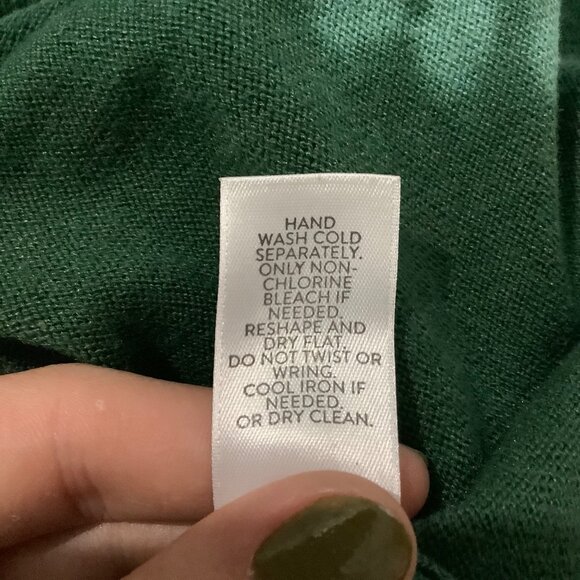 HAND
WASH COLD
SEPARATELY.
ONLY NON-
CHLORINE
BLEACH IF
NEEDED.
RESHAPE AND
DRY FLAT.
DO NOT TWIST OR
WRING.
COOL IRON IF
NEEDED.
OR DRY CLEAN.